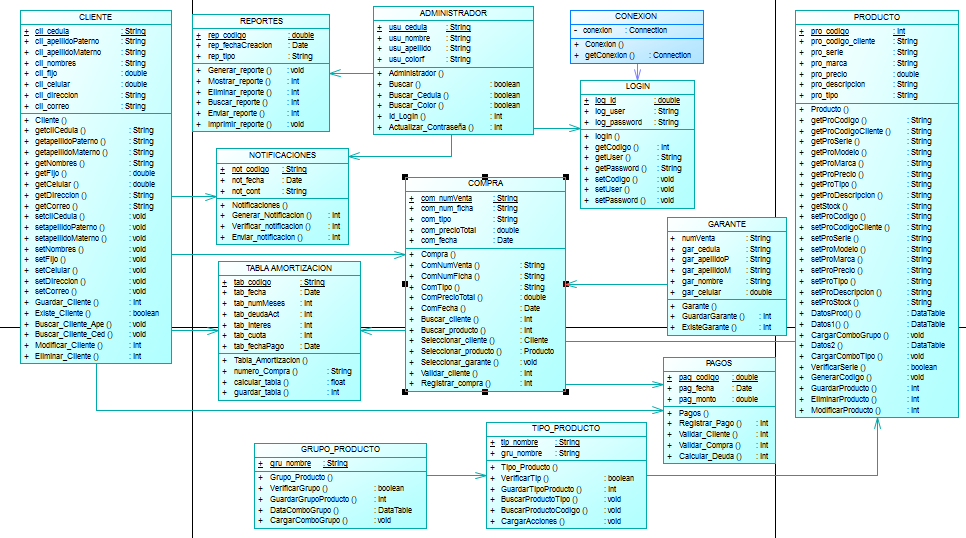 CLIENTE
+ cli_cedula : String
+ cli_apellidoPaterno : String
+ cli_apellidoMaterno : String
+ cli_nombres : String
+ cli_fijo : double
+ cli_celular : double
+ cli_direccion : String
+ cli_correo : String
+ Cliente ()
+ getcliCedula () : String
+ getapellidoPaterno () : String
+ getapellidoMaterno () : String
+ getNombres () : String
+ getFijo () : double
+ getCelular () : double
+ getDireccion () : String
+ getCorreo () : String
+ setcliCedula () : void
+ setapellidoPaterno () : void
+ setapellidoMaterno () : void
+ setNombres () : void
+ setFijo () : void
+ setCelular () : void
+ setDireccion () : void
+ setCorreo () : void
+ Guardar_Cliente () : int
+ Existe_Cliente () : boolean
+ Buscar_Cliente_Ape () : void
+ Buscar_Cliente_Ced () : void
+ Modificar_Cliente () : int
+ Eliminar_Cliente () : int
REPORTES
+ rep_codigo : double
+ rep_fechaCreacion : Date
+ rep_tipo : String
+ Generar_reporte () : void
+ Mostrar_reporte () : int
+ Eliminar_reporte () : int
+ Buscar_reporte () : int
+ Enviar_reporte () : int
+ Imprimir_reporte () : void
ADMINISTRADOR
+ usu_cedula : String
+ usu_nombre : String
+ usu_apellido : String
+ usu_colorf : String
+ Administrador ()
+ Buscar () : boolean
+ Buscar_Cedula () : boolean
+ Buscar_Color () : boolean
+ Id_Login () : int
+ Actualizar_Contraseña () : int
CONEXION
- conexion : Connection
+ Conexion ()
+ getConexion () : Connection
LOGIN
+ log_id : double
+ log_user : String
+ log_password : String
+ login ()
+ getCodigo () : int
+ getUser () : String
+ getPassword () : String
+ setCodigo () : void
+ setUser () : void
+ setPassword () : void
PRODUCTO
+ pro_codigo : int
+ pro_codigo_cliente : String
+ pro_serie : String
+ pro_marca : String
+ pro_precio : double
+ pro_descripcion : String
+ pro_tipo : String
+ Producto ()
+ getProCodigo () : String
+ getProCodigoCliente () : String
+ getProSerie () : String
+ getProModelo () : String
+ getProMarca () : String
+ getProPrecio () : String
+ getProTipo () : String
+ getProDescripcion () : String
+ getStock () : String
+ setProCodigo () : String
+ setProCodigoCliente () : String
+ setProSerie () : String
+ setProModelo () : String
+ setProMarca () : String
+ setProPrecio () : String
+ setProTipo () : String
+ setProDescripcion () : String
+ setProStock () : String
+ DatosProd() () : DataTable
+ Datos1() () : DataTable
+ CargarComboGrupo () : void
+ Datos2 () : DataTable
+ CargarComboTipo () : void
+ VerificarSerie () : boolean
+ GenerarCodigo () : void
+ GuardarProducto () : int
+ EliminarProducto () : int
+ ModificarProducto () : int
NOTIFICACIONES
+ not_codigo : String
+ not_fecha : Date
+ not_cont : String
+ Notificaciones ()
+ Generar_Notificacion () : int
+ Verificar_notificacion () : int
+ Enviar_notificacion () : int
COMPRA
+ com_numVenta : String
+ com_num_ficha : String
+ com_tipo : String
+ com_precioTotal : double
+ com_fecha : Date
+ Compra ()
+ ComNumVenta () : String
+ ComNumFicha () : String
+ ComTipo () : String
+ ComPrecioTotal () : double
+ ComFecha () : Date
+ Buscar_cliente () : int
+ Buscar_producto () : int
+ Seleccionar_cliente () : Cliente
+ Seleccionar_producto () : Producto
+ Seleccionar_garante () : void
+ Validar_cliente () : int
+ Registrar_compra () : int
GARANTE
+ numVenta : String
+ gar_cedula : String
+ gar_apellidoP : String
+ gar_apellidoM : String
+ gar_nombre : String
+ gar_celular : double
+ Garante ()
+ GuardarGarante () : int
+ ExisteGarante () : int
TABLA AMORTIZACION
+ tab_codigo : String
+ tab_fecha : Date
+ tab_numMeses : int
+ tab_deudaAct : int
+ tab_interes : int
+ tab_cuota : int
+ tab_fechaPago : Date
+ Tabla_Amortizacion ()
+ numero_Compra () : String
+ calcular_tabla () : float
+ guardar_tabla () : int
PAGOS
+ pag_codigo : double
+ pag_fecha : Date
+ pag_monto : double
+ Pagos ()
+ Registrar_Pago () : int
+ Validar_Cliente () : int
+ Validar_Compra () : int
+ Calcular_Deuda () : int
GRUPO_PRODUCTO
+ gru_nombre : String
+ Grupo_Producto ()
+ VerificarGrupo () : boolean
+ GuardarGrupoProducto () : int
+ DataComboGrupo () : DataTable
+ CargarComboGrupo () : void
TIPO_PRODUCTO
+ tip_nombre : String
+ gru_nombre : String
+ Tipo_Producto ()
+ VerificarTip () : boolean
+ GuardarTipoProducto () : int
+ BuscarProductoTipo () : void
+ BuscarProductoCodigo () : void
+ CargarAcciones () : void